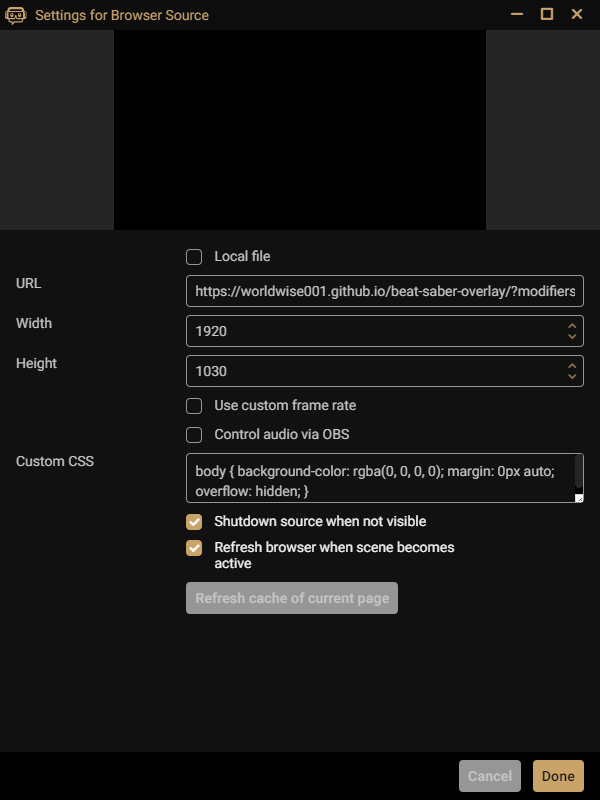 Settings for Browser Source
Local file
URL
https://worldwise001.github.io/beat-saber-overlay/?modifiers
Width
1920
Height
1030
Use custom frame rate
Control audio via OBS
Custom CSS
body { background-color: rgba(0, 0, 0, 0); margin: 0px auto;
overflow: hidden; }
Shutdown source when not visible
Refresh browser when scene becomes
active
Refresh cache of current page
Cancel
Done